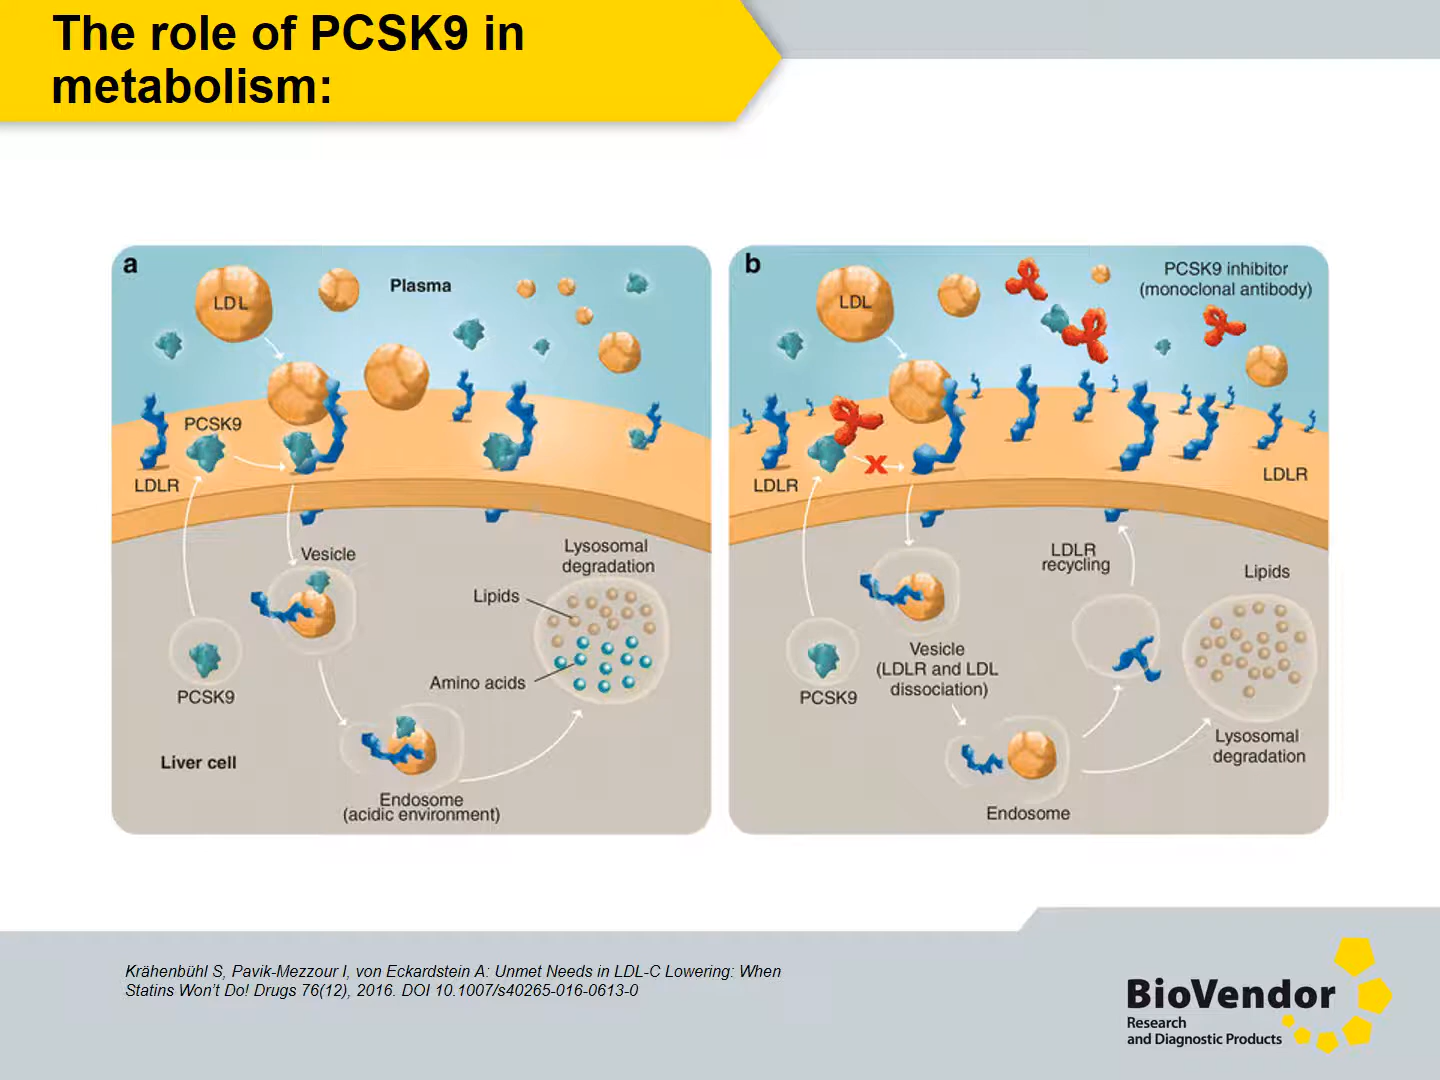 The role of PCSK9 in
metabolism:
a
LDL
Plasma
PCSK9
LDLR
Vesicle
Lysosomal
degradation
Lipids
Amino acids
PCSK9
Liver cell
Endosome
(acidic environment)
b
LDL
PCSK9 inhibitor
(monoclonal antibody)
X
LDLR
LDLR
LDLR
recycling
Lipids
Vesicle
(LDLR and LDL
dissociation)
PCSK9
Lysosomal
degradation
Endosome
Krähenbühl S, Pavik-Mezzour I, von Eckardstein A: Unmet Needs in LDL-C Lowering: When
Statins Won’t Do! Drugs 76(12), 2016. DOI 10.1007/s40265-016-0613-0
BioVendor
Research
and Diagnostic Products